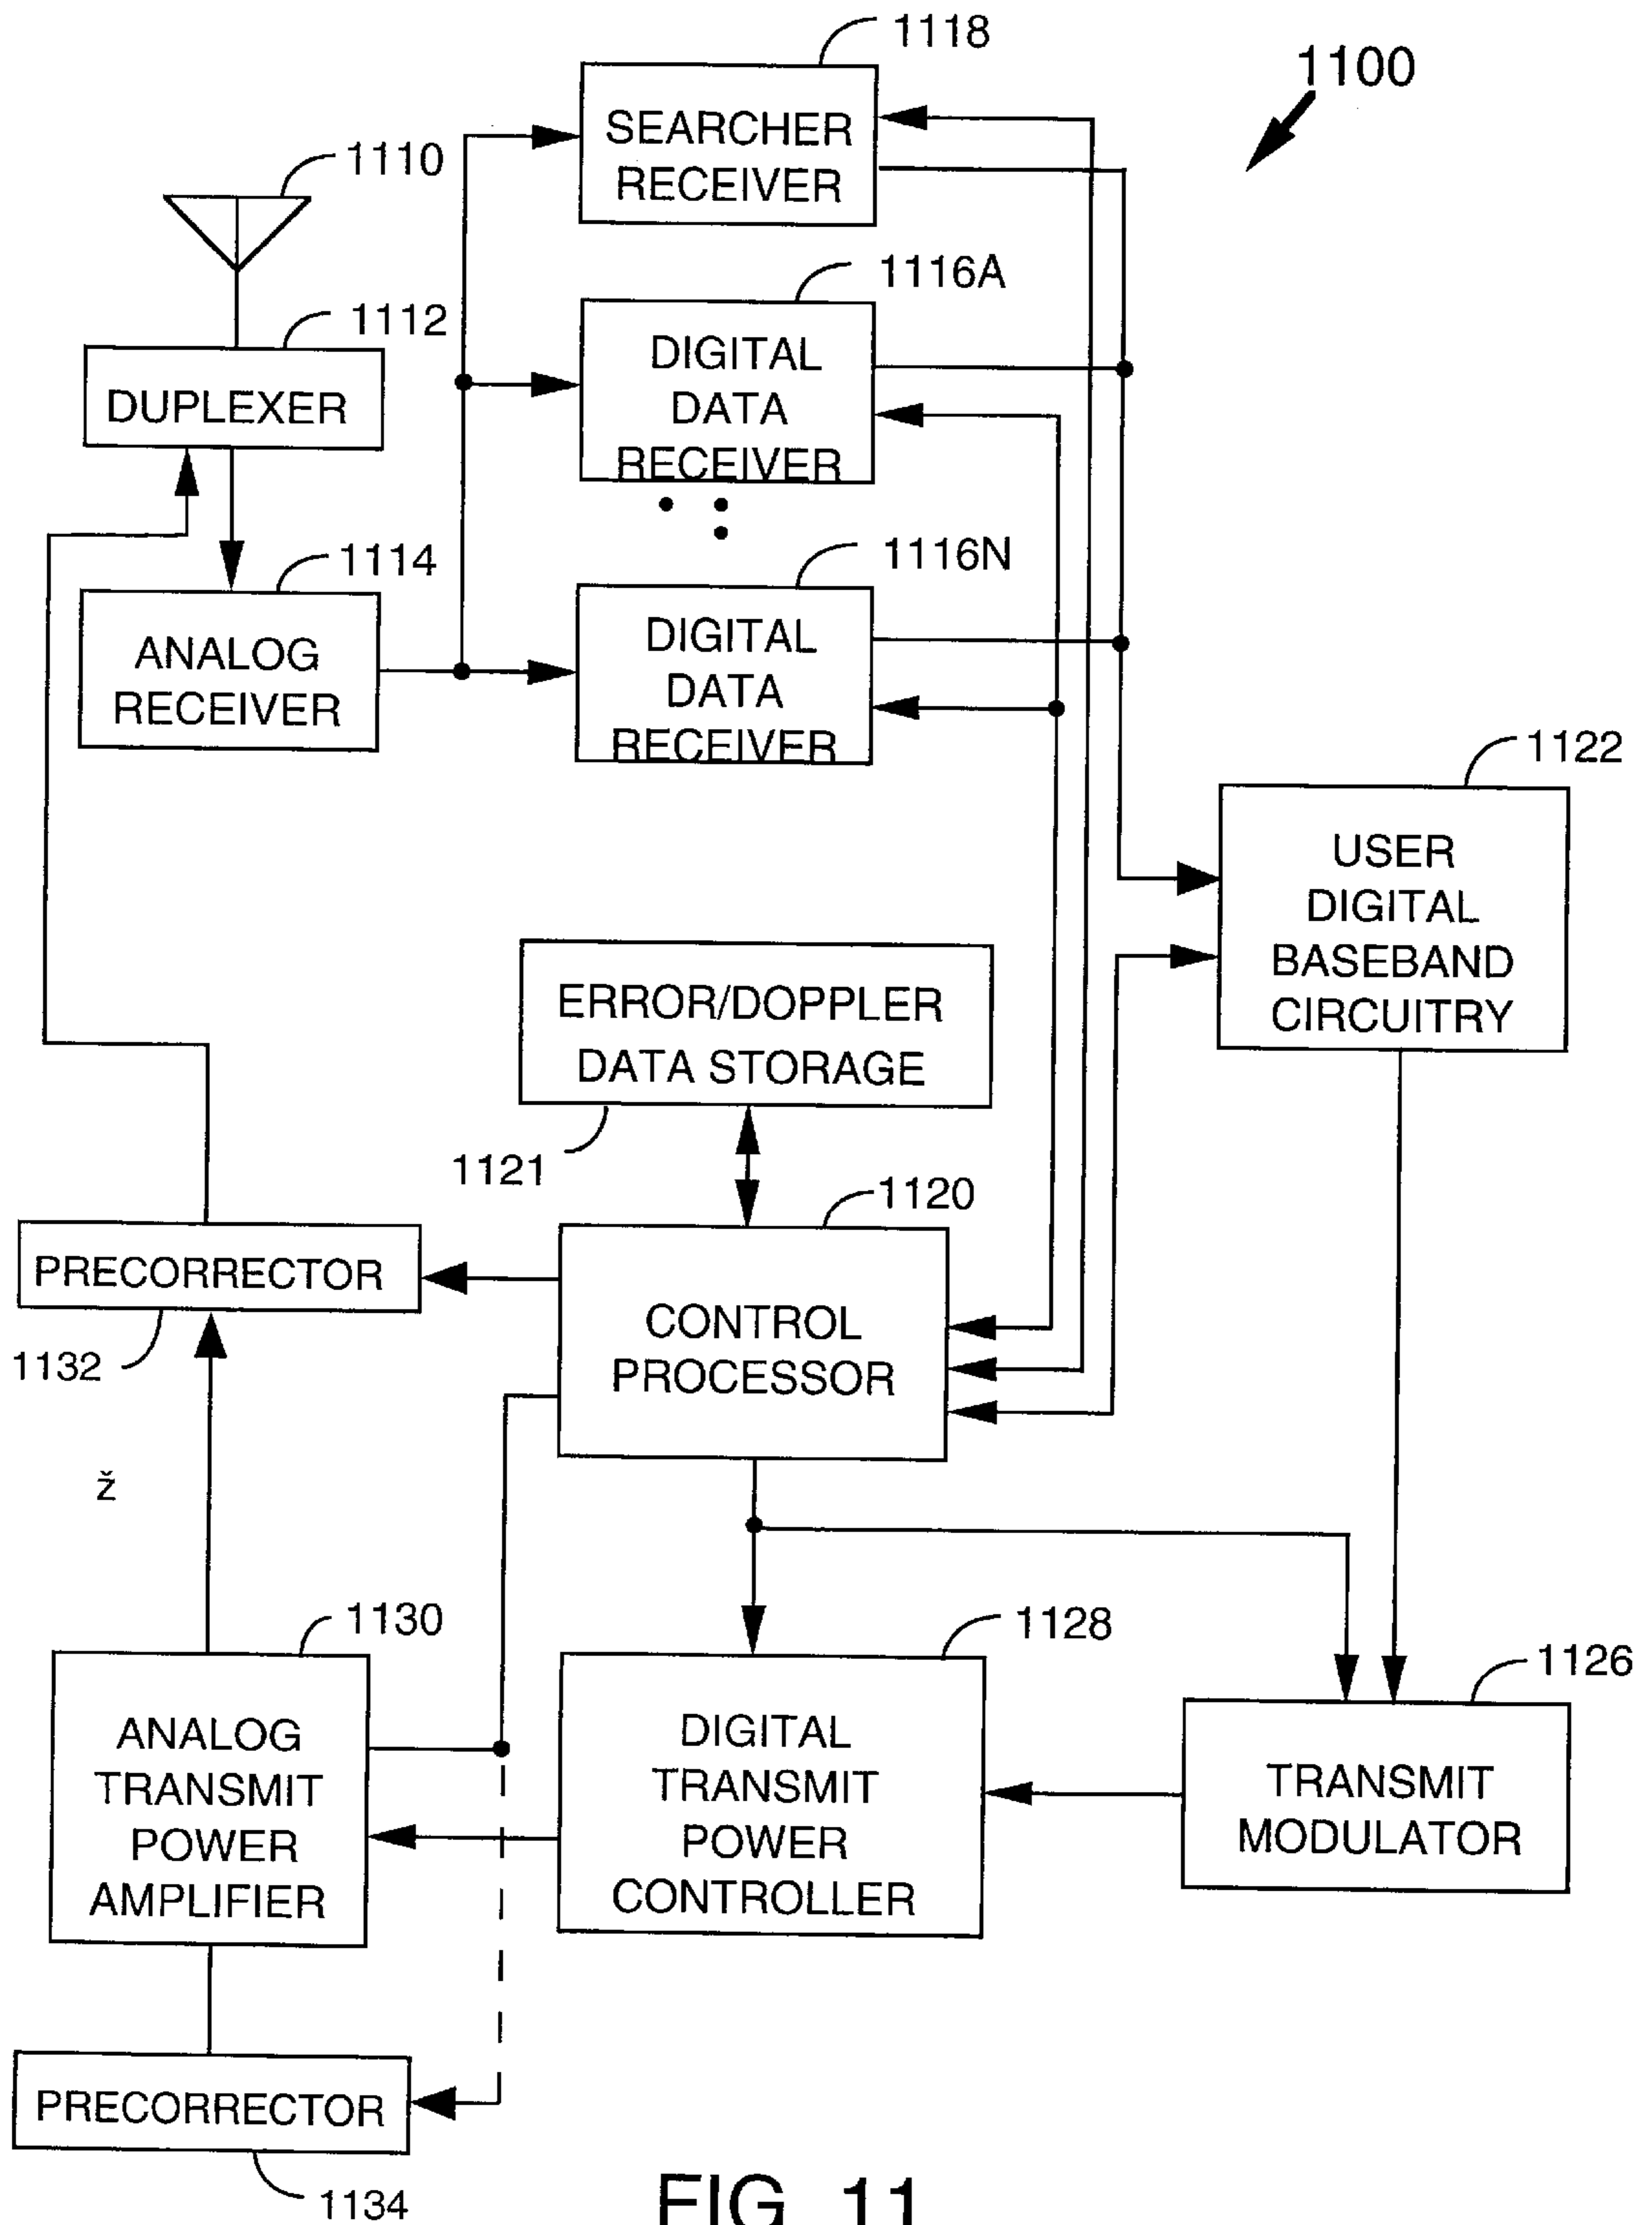 1118
1100
SEARCHER
RECEIVER
1110
1116A
1112
DIGITAL
DATA
RECEIVER
DUPLEXER
1114
1116N
ANALOG
RECEIVER
DIGITAL
DATA
RECEIVER
1122
USER
DIGITAL
BASEBAND
CIRCUITRY
ERROR/DOPPLER
DATA STORAGE
1121
1120
PRECORRECTOR
1132
CONTROL
PROCESSOR
ž
1130
1128
1126
ANALOG
TRANSMIT
POWER
AMPLIFIER
DIGITAL
TRANSMIT
POWER
CONTROLLER
TRANSMIT
MODULATOR
PRECORRECTOR
1134
FIG. 11